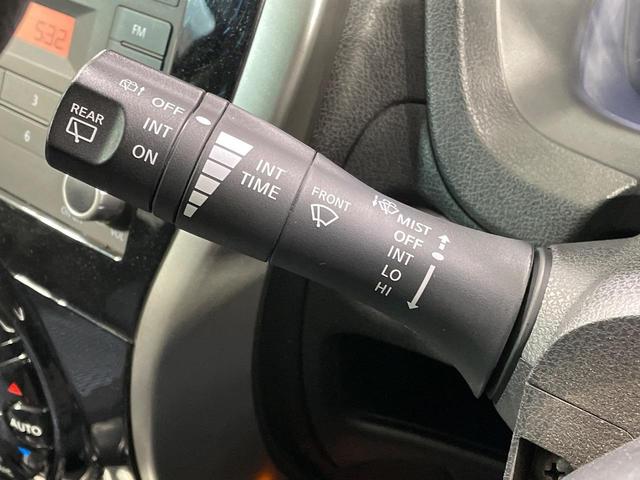 532
FM
3
6
REAR
OFF
INT
ON
INT
TIME
FRONT
MIST
OFF
INT
LO
HI
AUTO